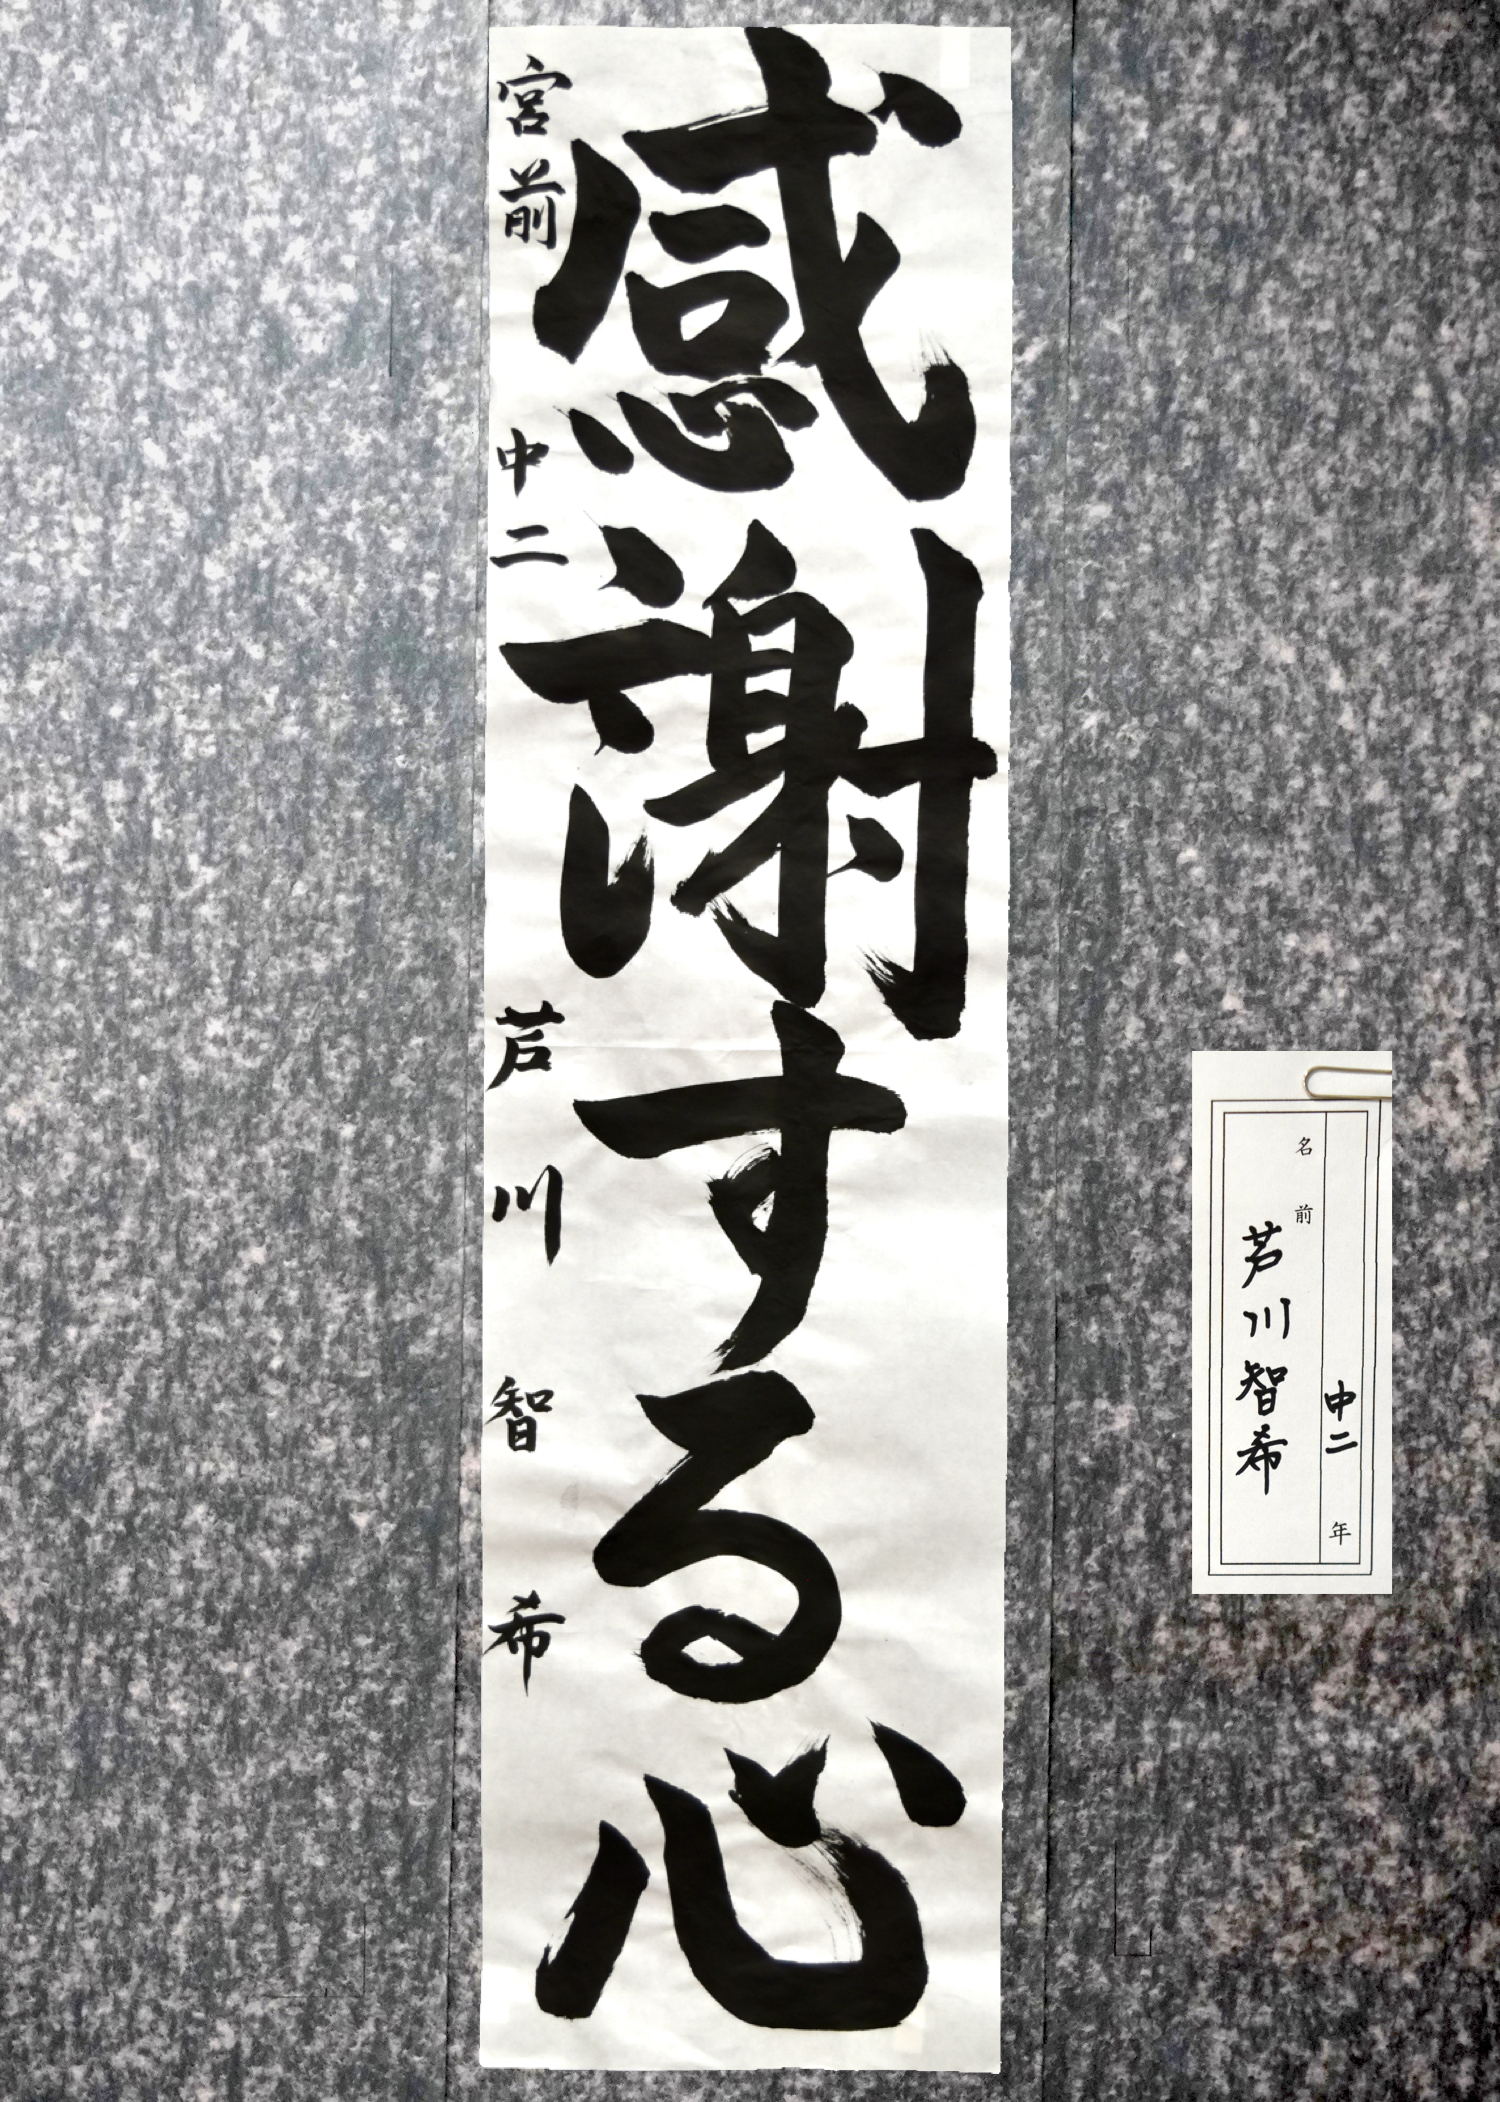 感謝する心
宮前 中二 芦川智希
中二 年
名前
芦川智希